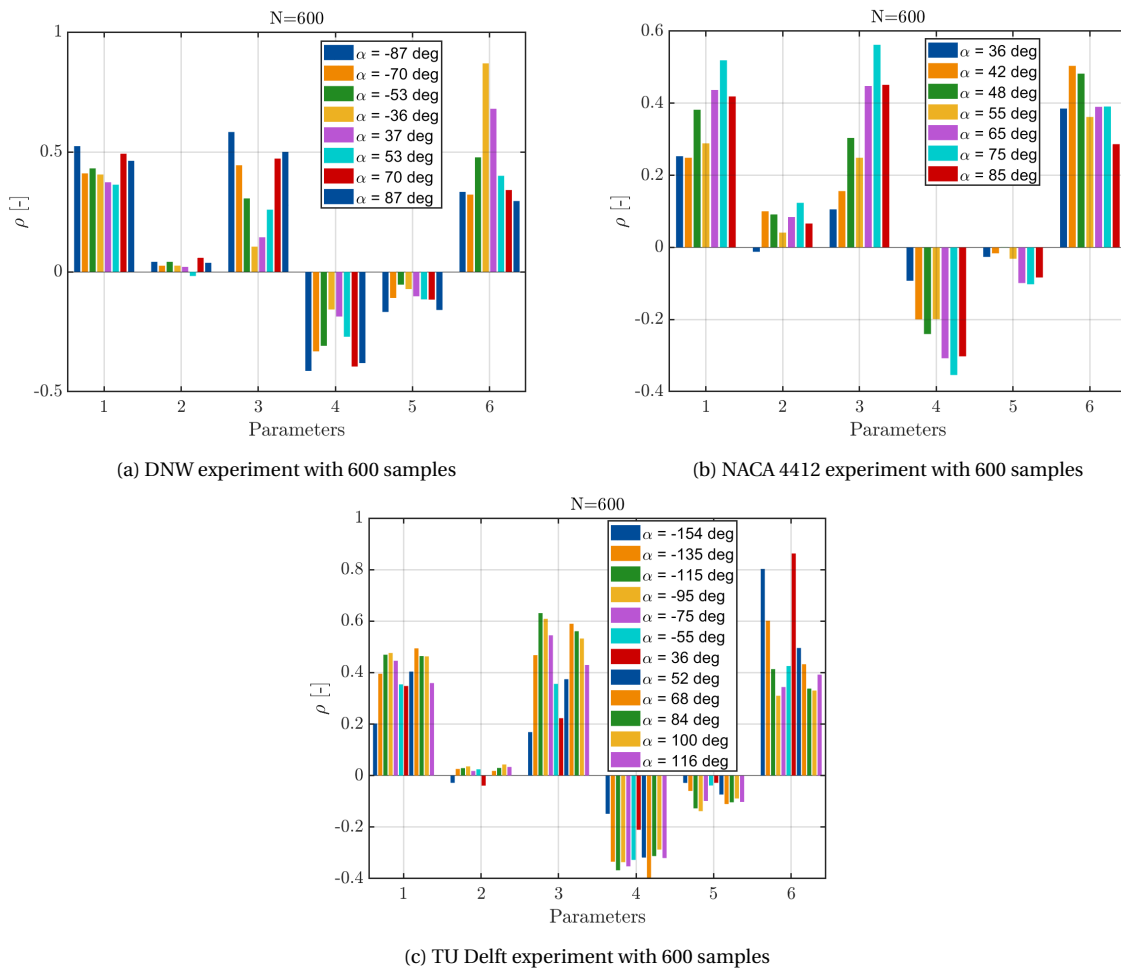 N=600
1
0.5
0
-0.5
ρ [-]
α = -87 deg
α = -70 deg
α = -53 deg
α = -36 deg
α = 37 deg
α = 53 deg
α = 70 deg
α = 87 deg
1 2 3 4 5 6
Parameters
(a) DNW experiment with 600 samples
N=600
0.6
0.4
0.2
0
-0.2
-0.4
ρ [-]
α = 36 deg
α = 42 deg
α = 48 deg
α = 55 deg
α = 65 deg
α = 75 deg
α = 85 deg
1 2 3 4 5 6
Parameters
(b) NACA 4412 experiment with 600 samples
N=600
1
0.8
0.6
0.4
0.2
0
-0.2
-0.4
ρ [-]
α = -154 deg
α = -135 deg
α = -115 deg
α = -95 deg
α = -75 deg
α = -55 deg
α = 36 deg
α = 52 deg
α = 68 deg
α = 84 deg
α = 100 deg
α = 116 deg
1 2 3 4 5 6
Parameters
(c) TU Delft experiment with 600 samples